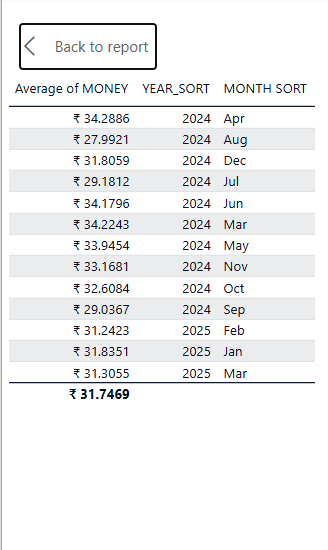 Back to report
Average of MONEY YEAR_SORT MONTH SORT
₹ 34.2886 2024 Apr
₹ 27.9921 2024 Aug
₹ 31.8059 2024 Dec
₹ 29.1812 2024 Jul
₹ 34.1796 2024 Jun
₹ 34.2243 2024 Mar
₹ 33.9454 2024 May
₹ 33.1681 2024 Nov
₹ 32.6084 2024 Oct
₹ 29.0367 2024 Sep
₹ 31.2423 2025 Feb
₹ 31.8351 2025 Jan
₹ 31.3055 2025 Mar
₹ 31.7469